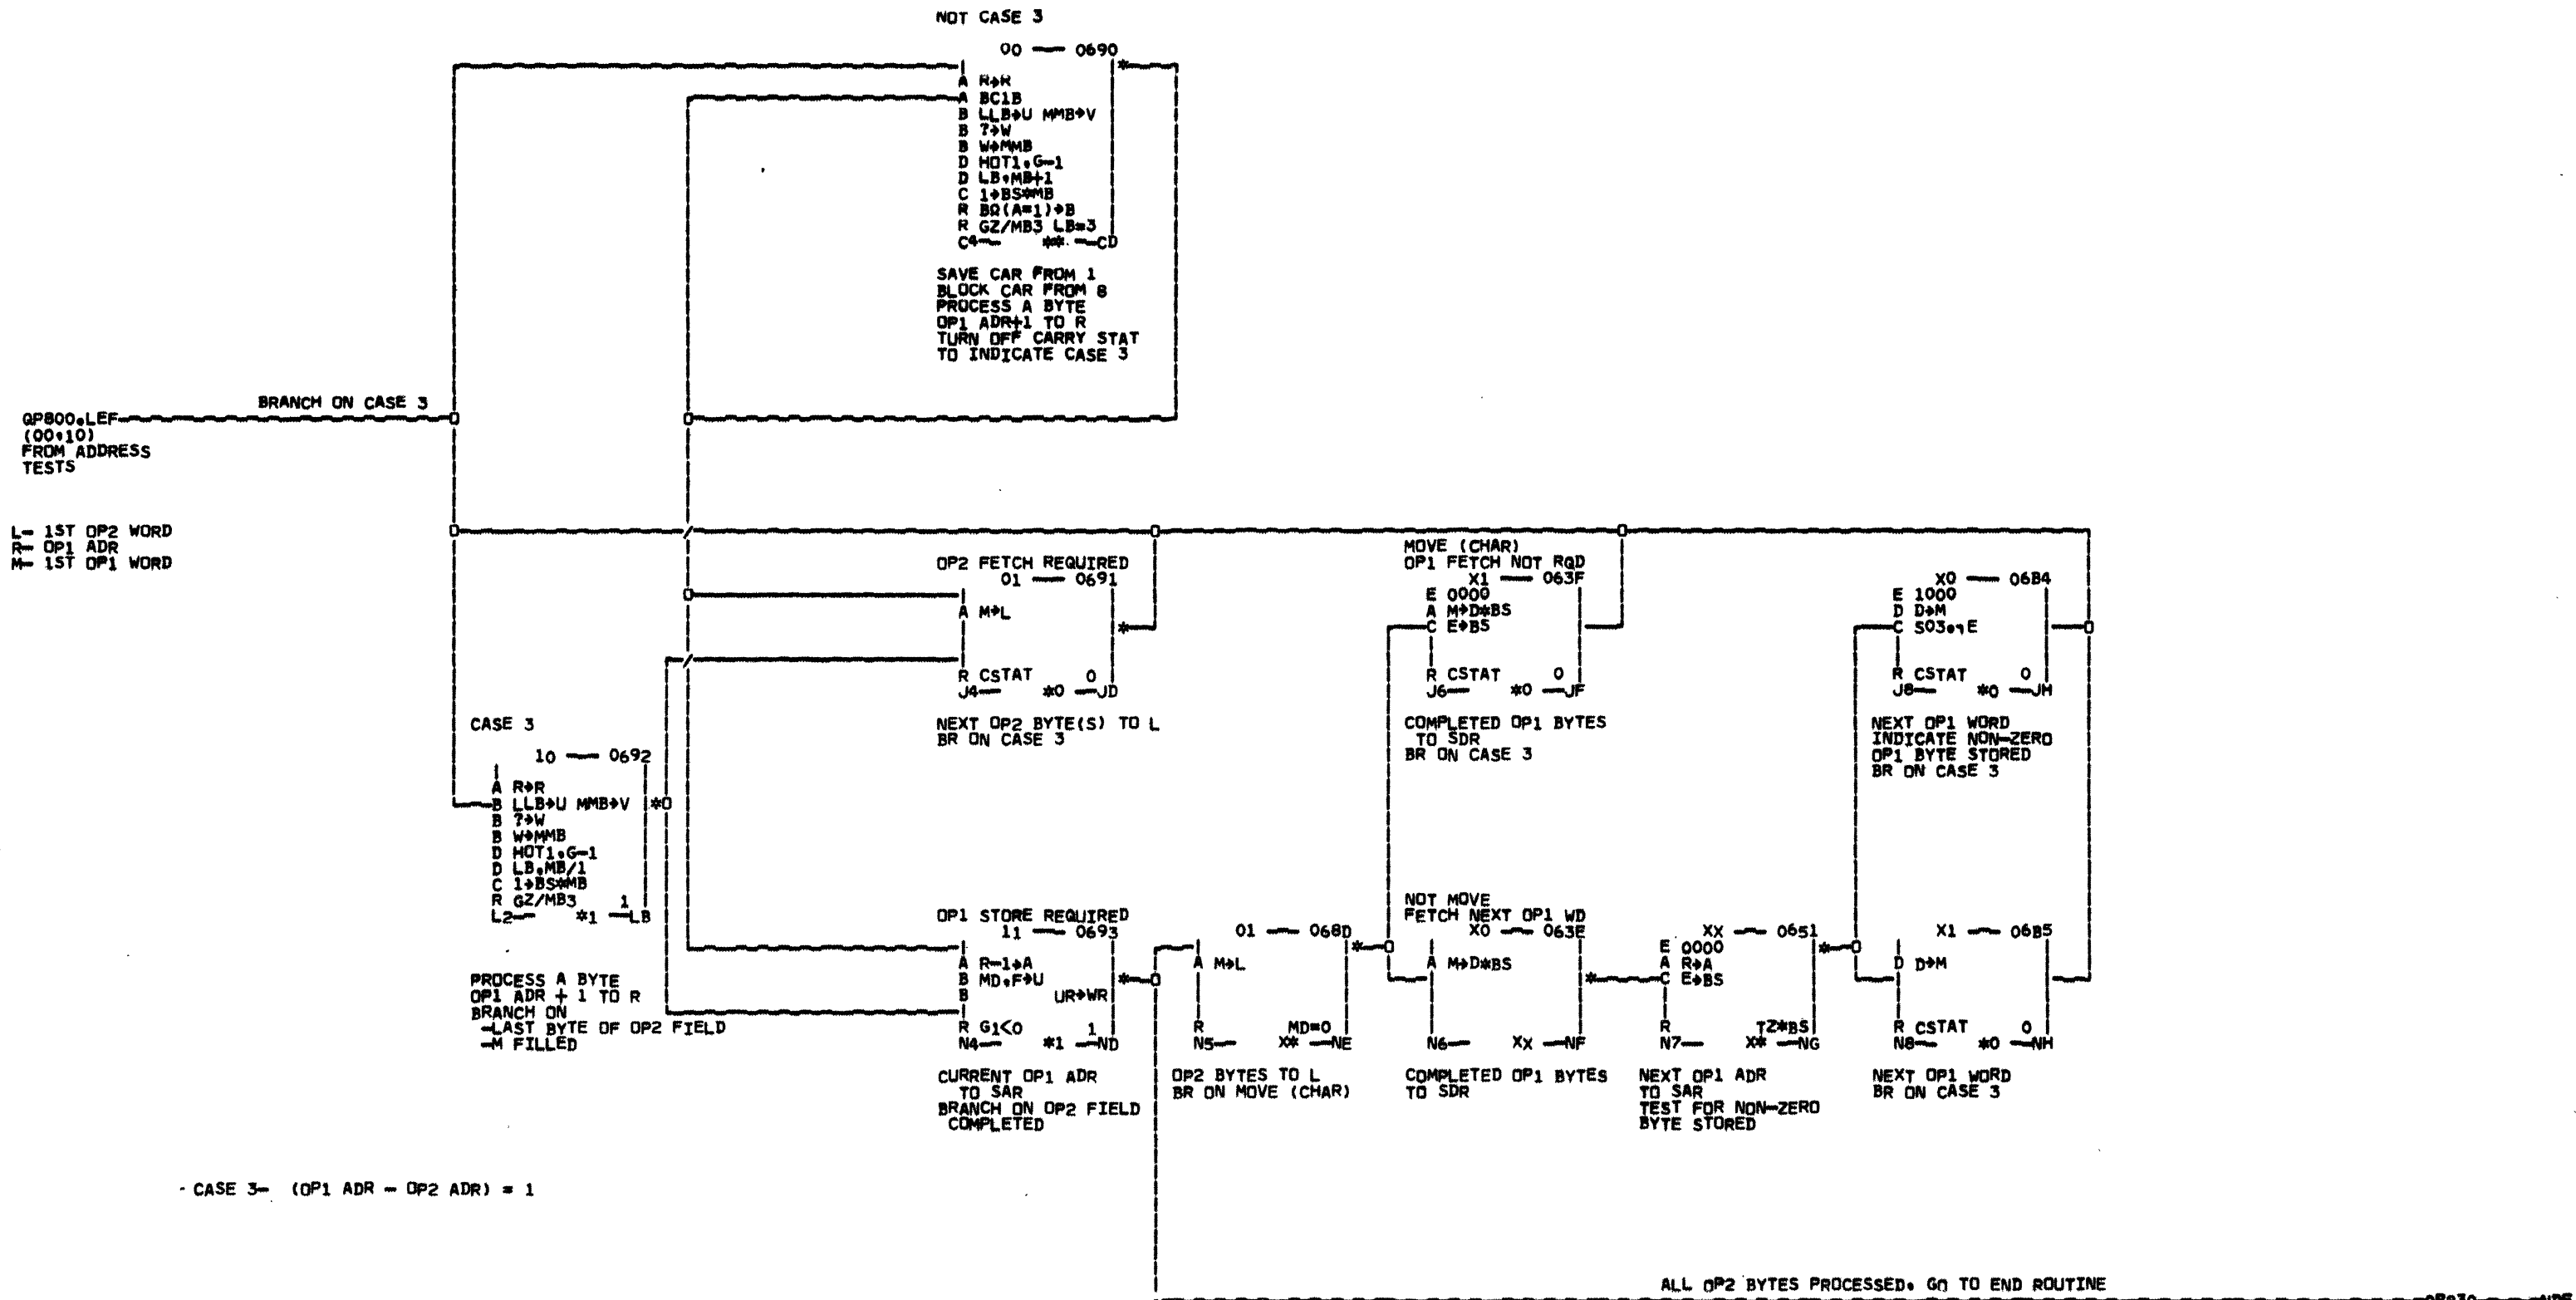 NOT CASE 3
00 — 0690
*
A R→R
A BC1B
B LLB→U MMB→V
B ?→W
B W→MMB
D HOT1,G-1
D LB,MB+1
C 1→BS*MB
R BΩ(A=1)→B
R GZ/MB3 LB=3
C4— ** —CD
SAVE CAR FROM 1
BLOCK CAR FROM 8
PROCESS A BYTE
OP1 ADR+1 TO R
TURN OFF CARRY STAT
TO INDICATE CASE 3
BRANCH ON CASE 3
QP800.LEF
(00,10)
FROM ADDRESS
TESTS
L- 1ST OP2 WORD
R- OP1 ADR
M- 1ST OP1 WORD
OP2 FETCH REQUIRED
01 — 0691
A M→L
*
R CSTAT 0
J4— *0 —JD
NEXT OP2 BYTE(S) TO L
BR ON CASE 3
MOVE (CHAR)
OP1 FETCH NOT RQD
X1 — 063F
E 0000
A M→D*BS
C E→BS
R CSTAT 0
J6— *0 —JF
COMPLETED OP1 BYTES
TO SDR
BR ON CASE 3
X0 — 06B4
E 1000
D D→M
C S03.,E
R CSTAT 0
J8— *0 —JH
NEXT OP1 WORD
INDICATE NON-ZERO
OP1 BYTE STORED
BR ON CASE 3
CASE 3
10 — 0692
A R→R
B LLB→U MMB→V *
B ?→W
B W→MMB
D HOT1,G-1
D LB,MB/1
C 1→BS*MB
R GZ/MB3 1
L2— *1 —LB
PROCESS A BYTE
OP1 ADR + 1 TO R
BRANCH ON
-LAST BYTE OF OP2 FIELD
-M FILLED
OP1 STORE REQUIRED
11 — 0693
A R-1→A
B MD,F→U *
B UR→WR
R G1<0 1
N4— *1 —ND
CURRENT OP1 ADR
TO SAR
BRANCH ON OP2 FIELD
COMPLETED
01 — 068D
*
A M→L
R MD=0
N5— X* —NE
OP2 BYTES TO L
BR ON MOVE (CHAR)
NOT MOVE
FETCH NEXT OP1 WD
X0 — 063E
A M→D*BS
*
N6— XX —NF
COMPLETED OP1 BYTES
TO SDR
XX — 0651
E 0000 *
A R→A
C E→BS
R TZ*BS
N7— X* —NG
NEXT OP1 ADR
TO SAR
TEST FOR NON-ZERO
BYTE STORED
X1 — 06B5
D D→M
R CSTAT 0
N8— *0 —NH
NEXT OP1 WORD
BR ON CASE 3
CASE 3- (OP1 ADR - OP2 ADR) = 1
ALL OP2 BYTES PROCESSED. GO TO END ROUTINE